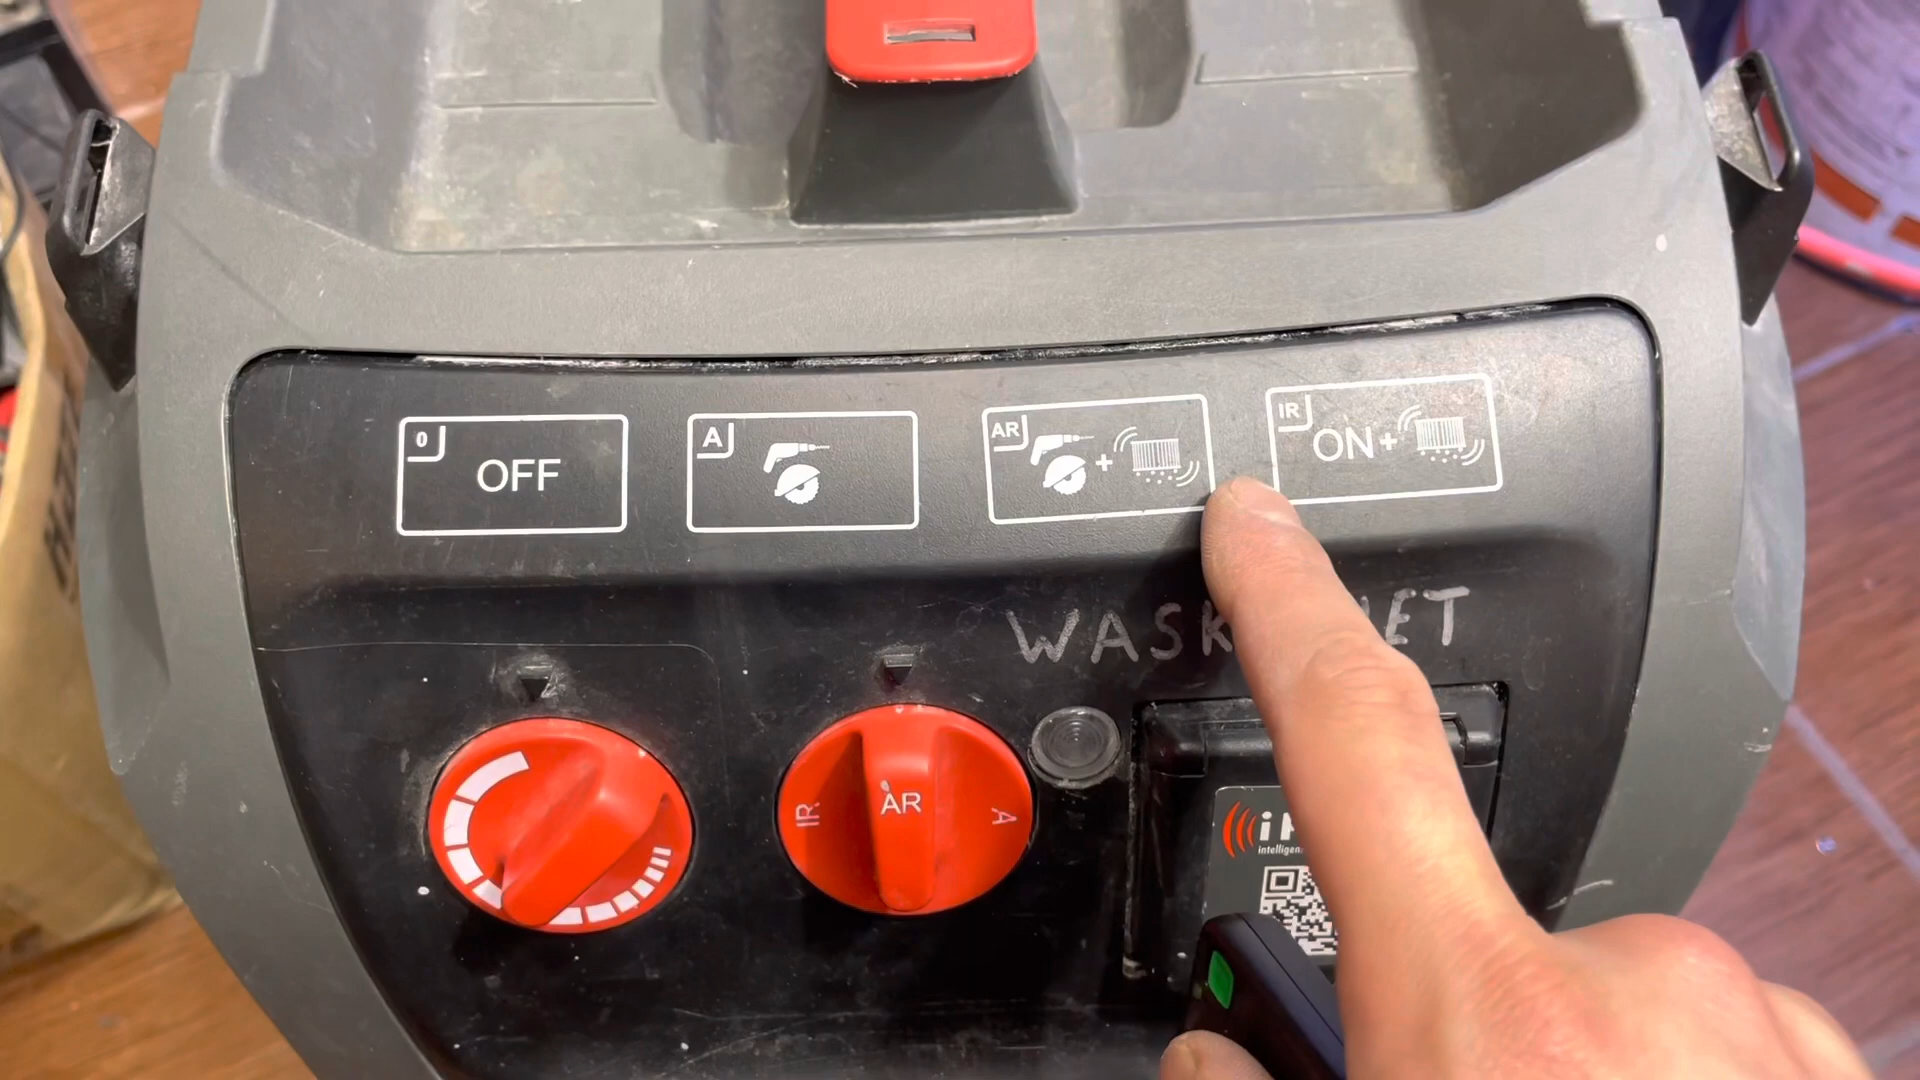 0 OFF
A
AR +
IR ON+
IR AR A
i